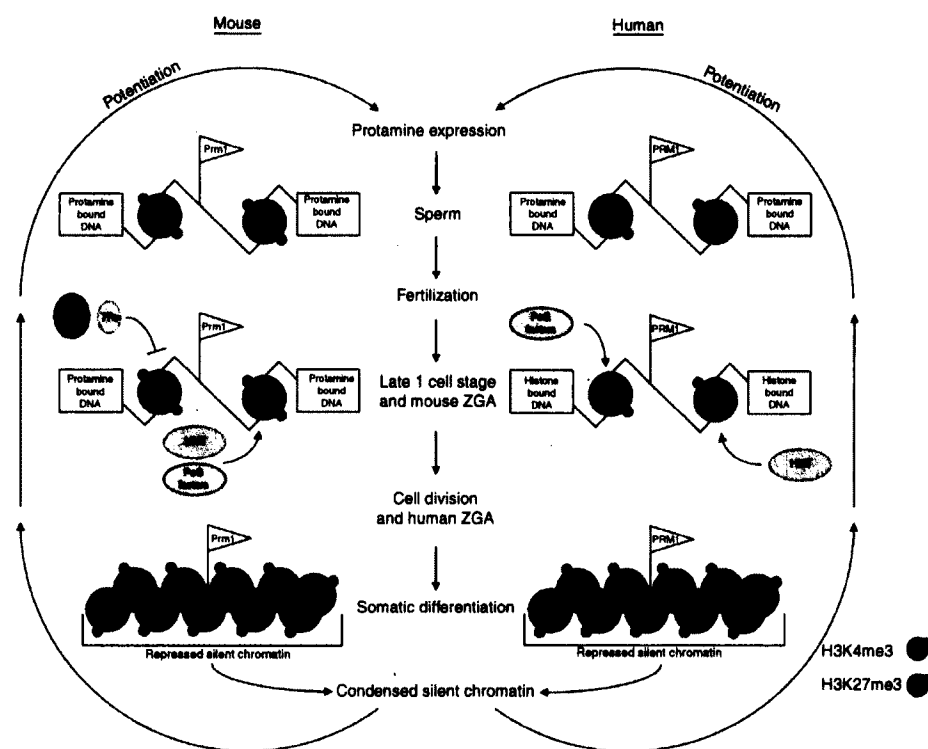 Mouse
Human
Potentiation
Potentiation
Protamine expression
Prm1
PRM1
Protamine
bound
DNA
Protamine
bound
DNA
Sperm
Protamine
bound
DNA
Protamine
bound
DNA
Fertilization
Prm1
PcG
factors
PRM1
Protamine
bound
DNA
Protamine
bound
DNA
Late 1 cell stage
and mouse ZGA
Histone
bound
DNA
Histone
bound
DNA
PcG
factors
HMT
Cell division
and human ZGA
Prm1
PRM1
Somatic differentiation
Repressed silent chromatin
Repressed silent chromatin
H3K4me3
H3K27me3
Condensed silent chromatin